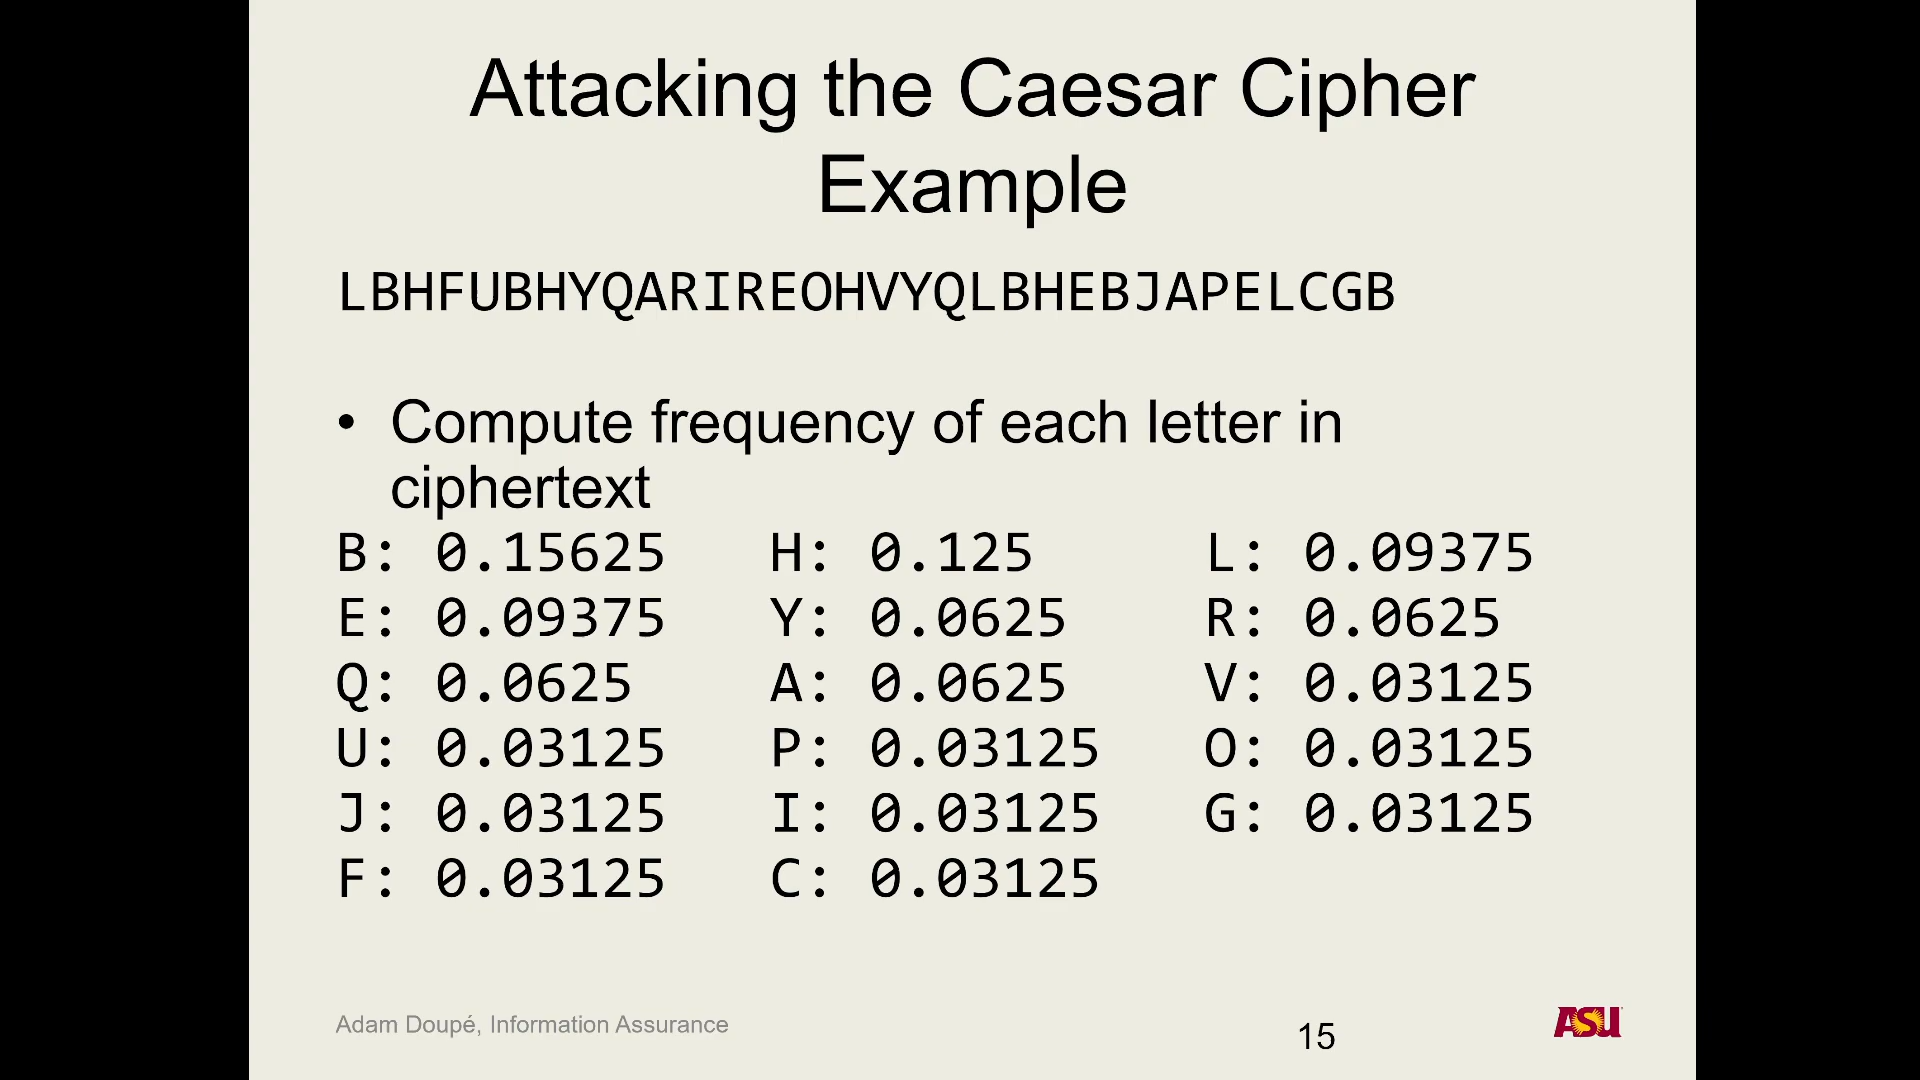 Attacking the Caesar Cipher
Example
LBHFUBHYQARIREOHVYQLBHEBJAPELCGB
• Compute frequency of each letter in
ciphertext
B: 0.15625 H: 0.125 L: 0.09375
E: 0.09375 Y: 0.0625 R: 0.0625
Q: 0.0625 A: 0.0625 V: 0.03125
U: 0.03125 P: 0.03125 O: 0.03125
J: 0.03125 I: 0.03125 G: 0.03125
F: 0.03125 C: 0.03125
Adam Doupé, Information Assurance
15
ASU